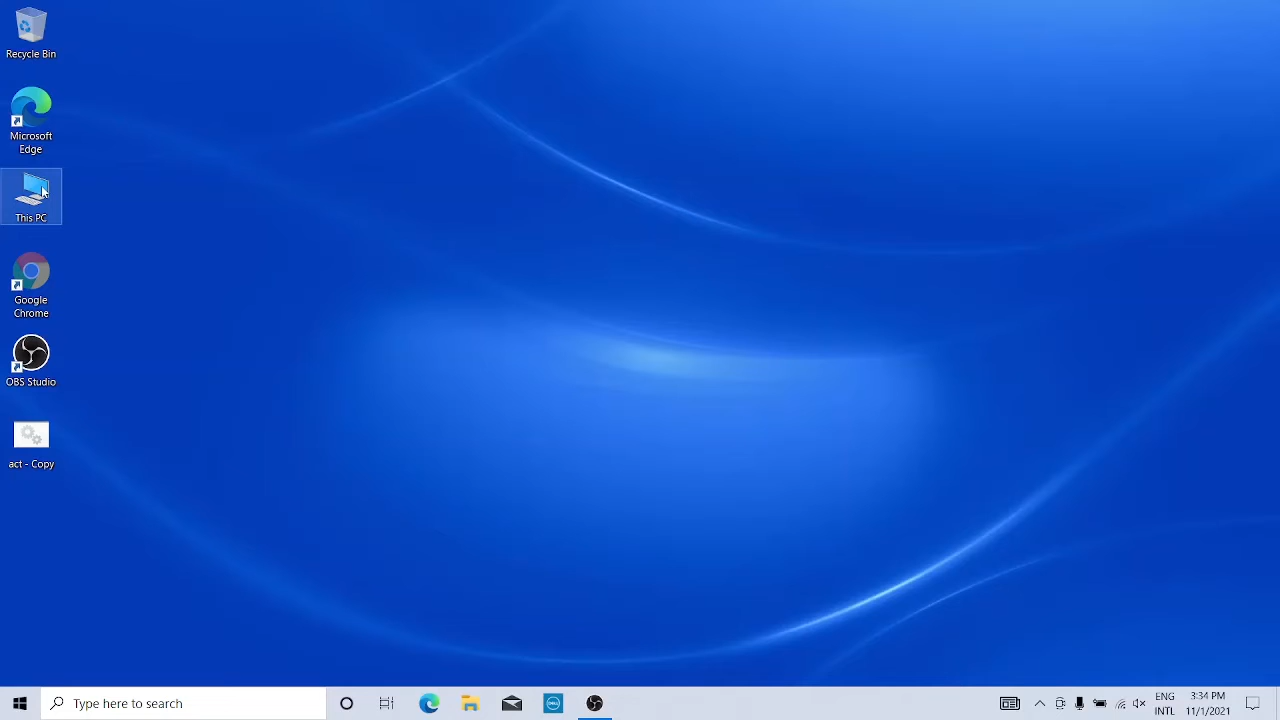 Recycle Bin
Microsoft
Edge
This PC
Google
Chrome
OBS Studio
act - Copy
Type here to search
DELL
ENG
INTL
3:34 PM
11/1/2021